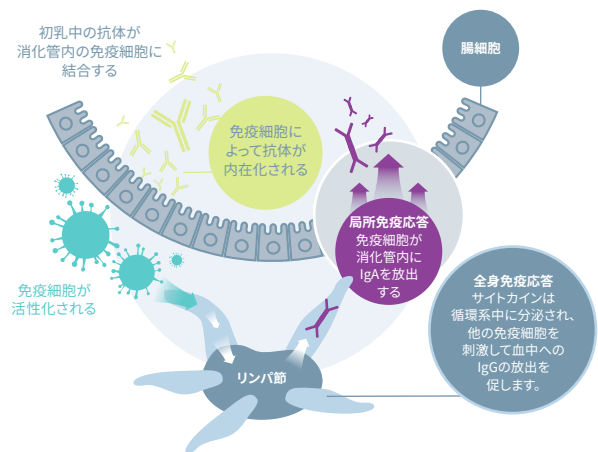 初乳中の抗体が
消化管内の免疫細胞に
結合する
腸細胞
免疫細胞に
よって抗体が
内在化される
局所免疫応答
免疫細胞が
消化管内に
IgAを放出
する
免疫細胞が
活性化される
全身免疫応答
サイトカインは
循環系中に分泌され、
他の免疫細胞を
刺激して血中への
IgGの放出を
促します。
リンパ節